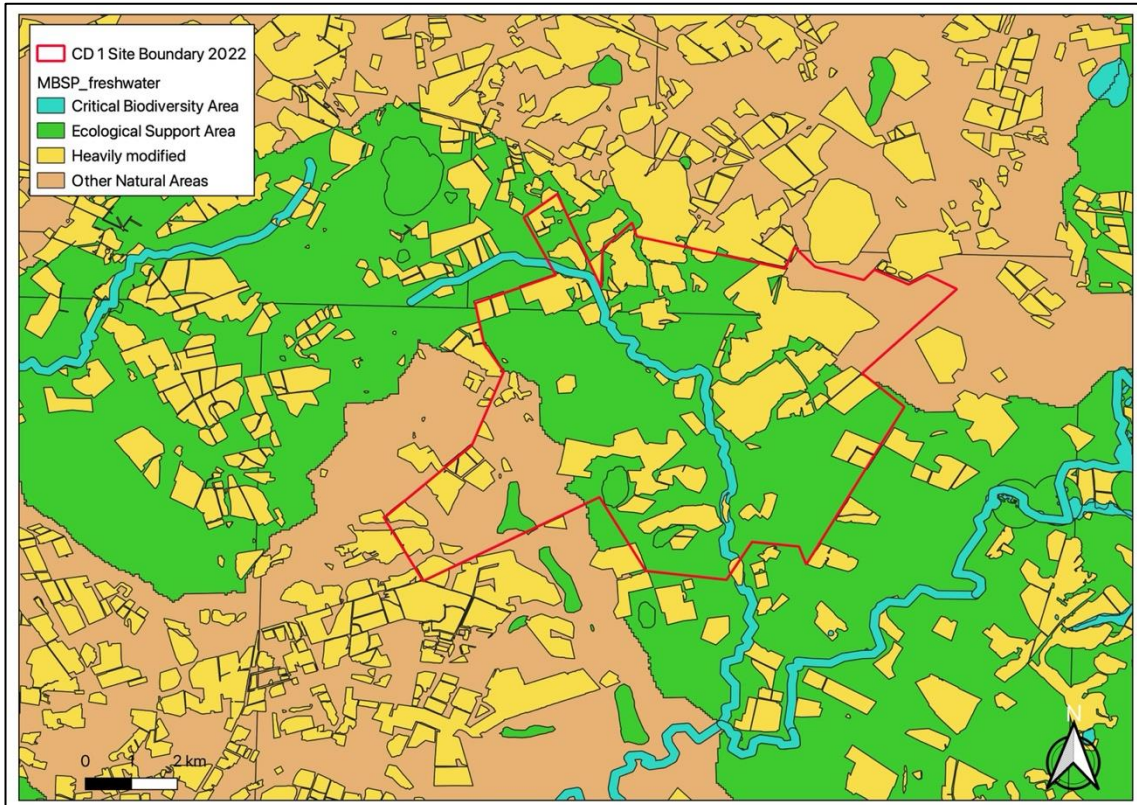 CD 1 Site Boundary 2022
MBSP_freshwater
Critical Biodiversity Area
Ecological Support Area
Heavily modified
Other Natural Areas
0 1 2 km
N